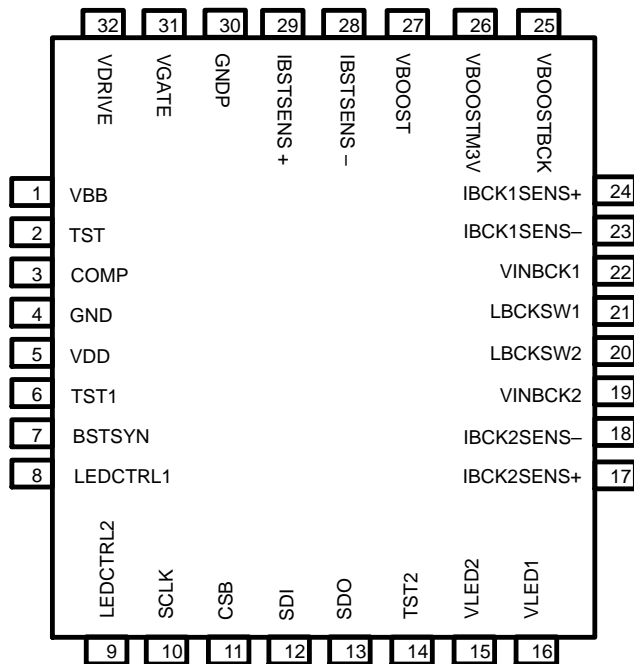 32 31 30 29 28 27 26 25
VDRIVE
VGATE
GNDP
IBSTSENS +
IBSTSENS –
VBOOST
VBOOSTM3V
VBOOSTBCK
1 VBB
2 TST
3 COMP
4 GND
5 VDD
6 TST1
7 BSTSYN
8 LEDCTRL1
IBCK1SENS+ 24
IBCK1SENS– 23
VINBCK1 22
LBCKSW1 21
LBCKSW2 20
VINBCK2 19
IBCK2SENS– 18
IBCK2SENS+ 17
LEDCTRL2
SCLK
CSB
SDI
SDO
TST2
VLED2
VLED1
9 10 11 12 13 14 15 16